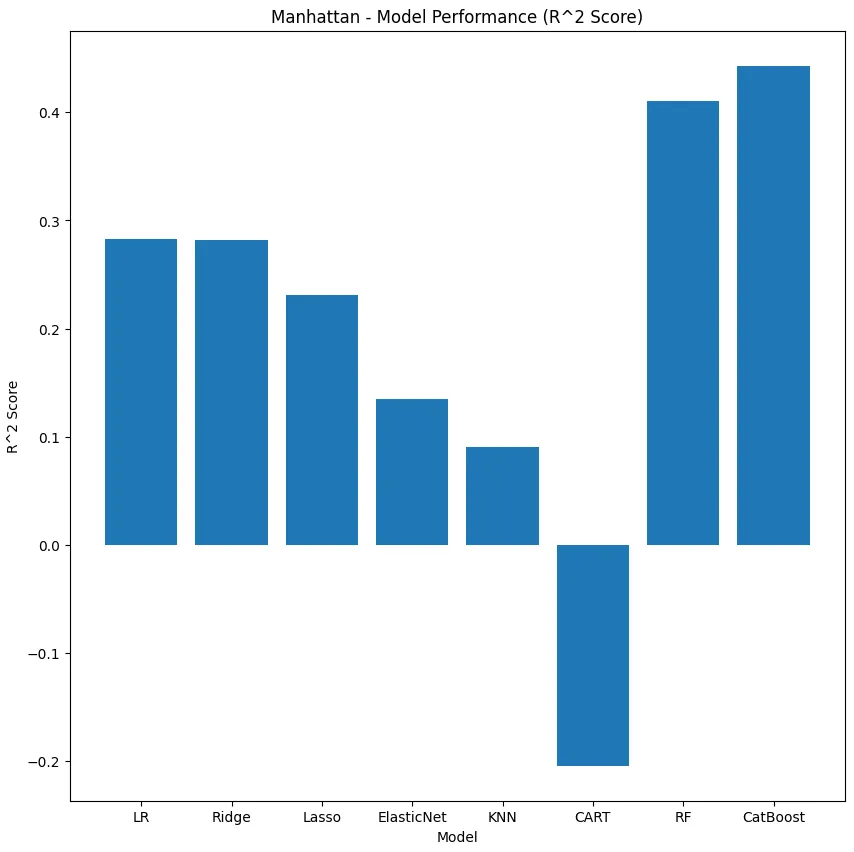 Manhattan - Model Performance (R^2 Score)
R^2 Score
0.4
0.3
0.2
0.1
0.0
−0.1
−0.2
LR Ridge Lasso ElasticNet KNN CART RF CatBoost
Model